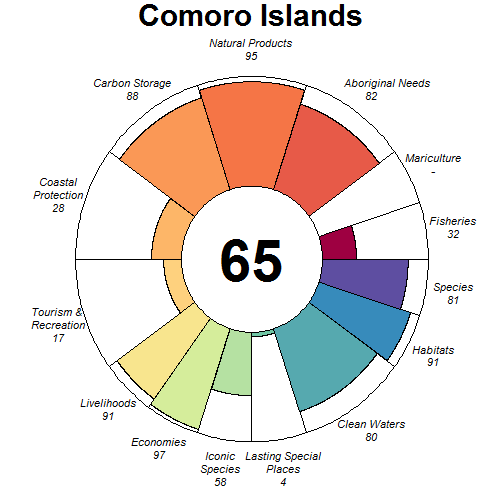 Comoro Islands
Natural Products
95
Carbon Storage
88
Aboriginal Needs
82
Mariculture
-
Coastal
Protection
28
Fisheries
32
65
Species
81
Tourism &
Recreation
17
Habitats
91
Livelihoods
91
Clean Waters
80
Economies
97
Iconic
Species
58
Lasting Special
Places
4